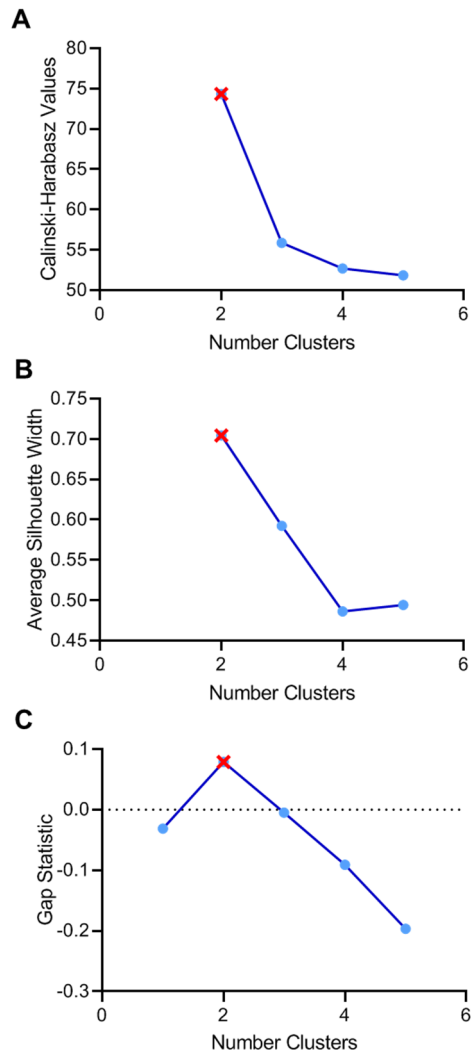 A
80
75
70
65
60
55
50
Calinski-Harabasz Values
0 2 4 6
Number Clusters
B
0.75
0.70
0.65
0.60
0.55
0.50
0.45
Average Silhouette Width
0 2 4 6
Number Clusters
C
0.1
0.0
-0.1
-0.2
-0.3
Gap Statistic
0 2 4 6
Number Clusters